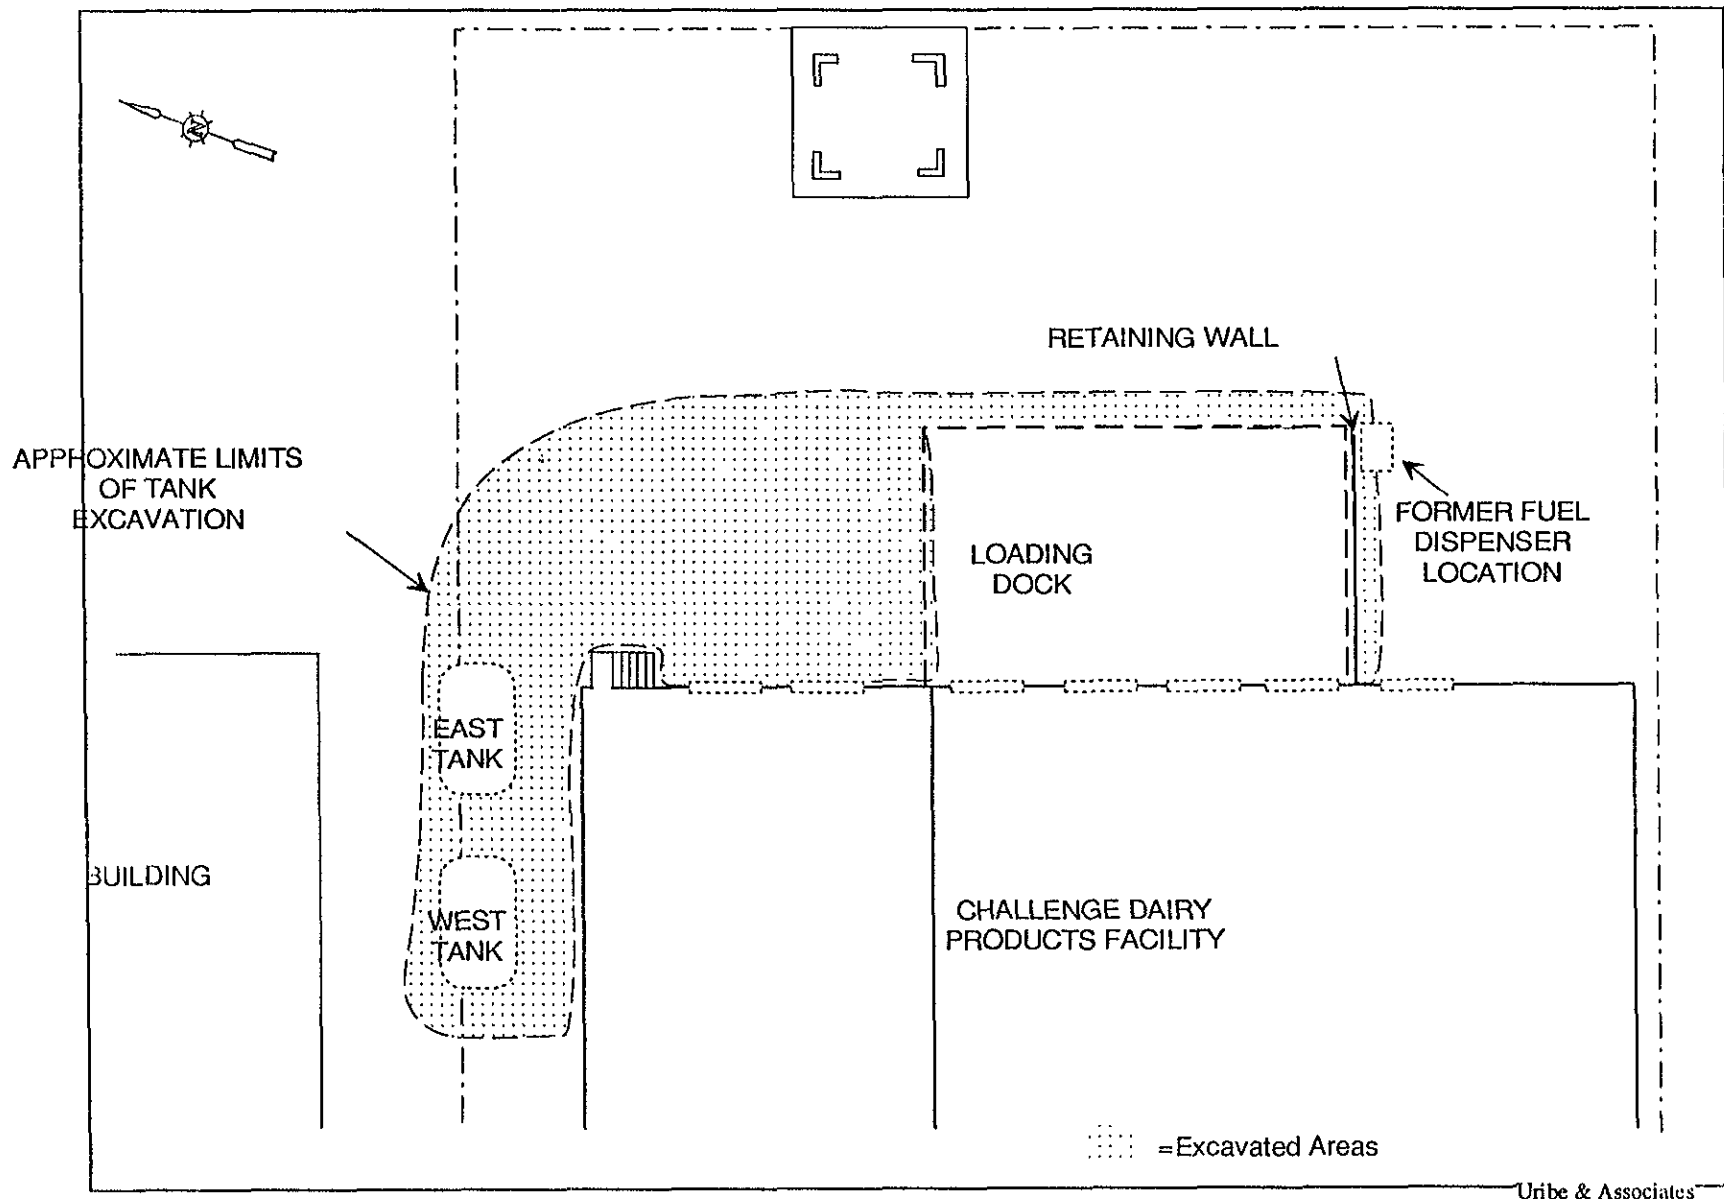 N
RETAINING WALL
APPROXIMATE LIMITS
OF TANK
EXCAVATION
FORMER FUEL
DISPENSER
LOCATION
LOADING
DOCK
EAST
TANK
BUILDING
WEST
TANK
CHALLENGE DAIRY
PRODUCTS FACILITY
=Excavated Areas
Uribe & Associates